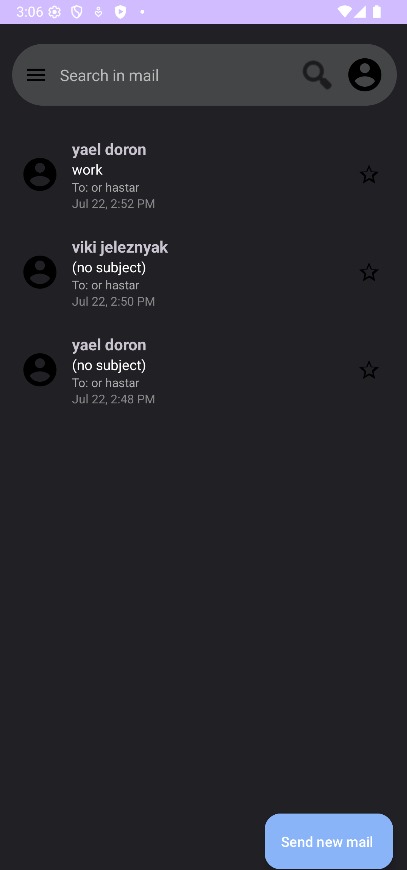 3:06
Search in mail
yael doron
work
To: or hastar
Jul 22, 2:52 PM
viki jeleznyak
(no subject)
To: or hastar
Jul 22, 2:50 PM
yael doron
(no subject)
To: or hastar
Jul 22, 2:48 PM
Send new mail